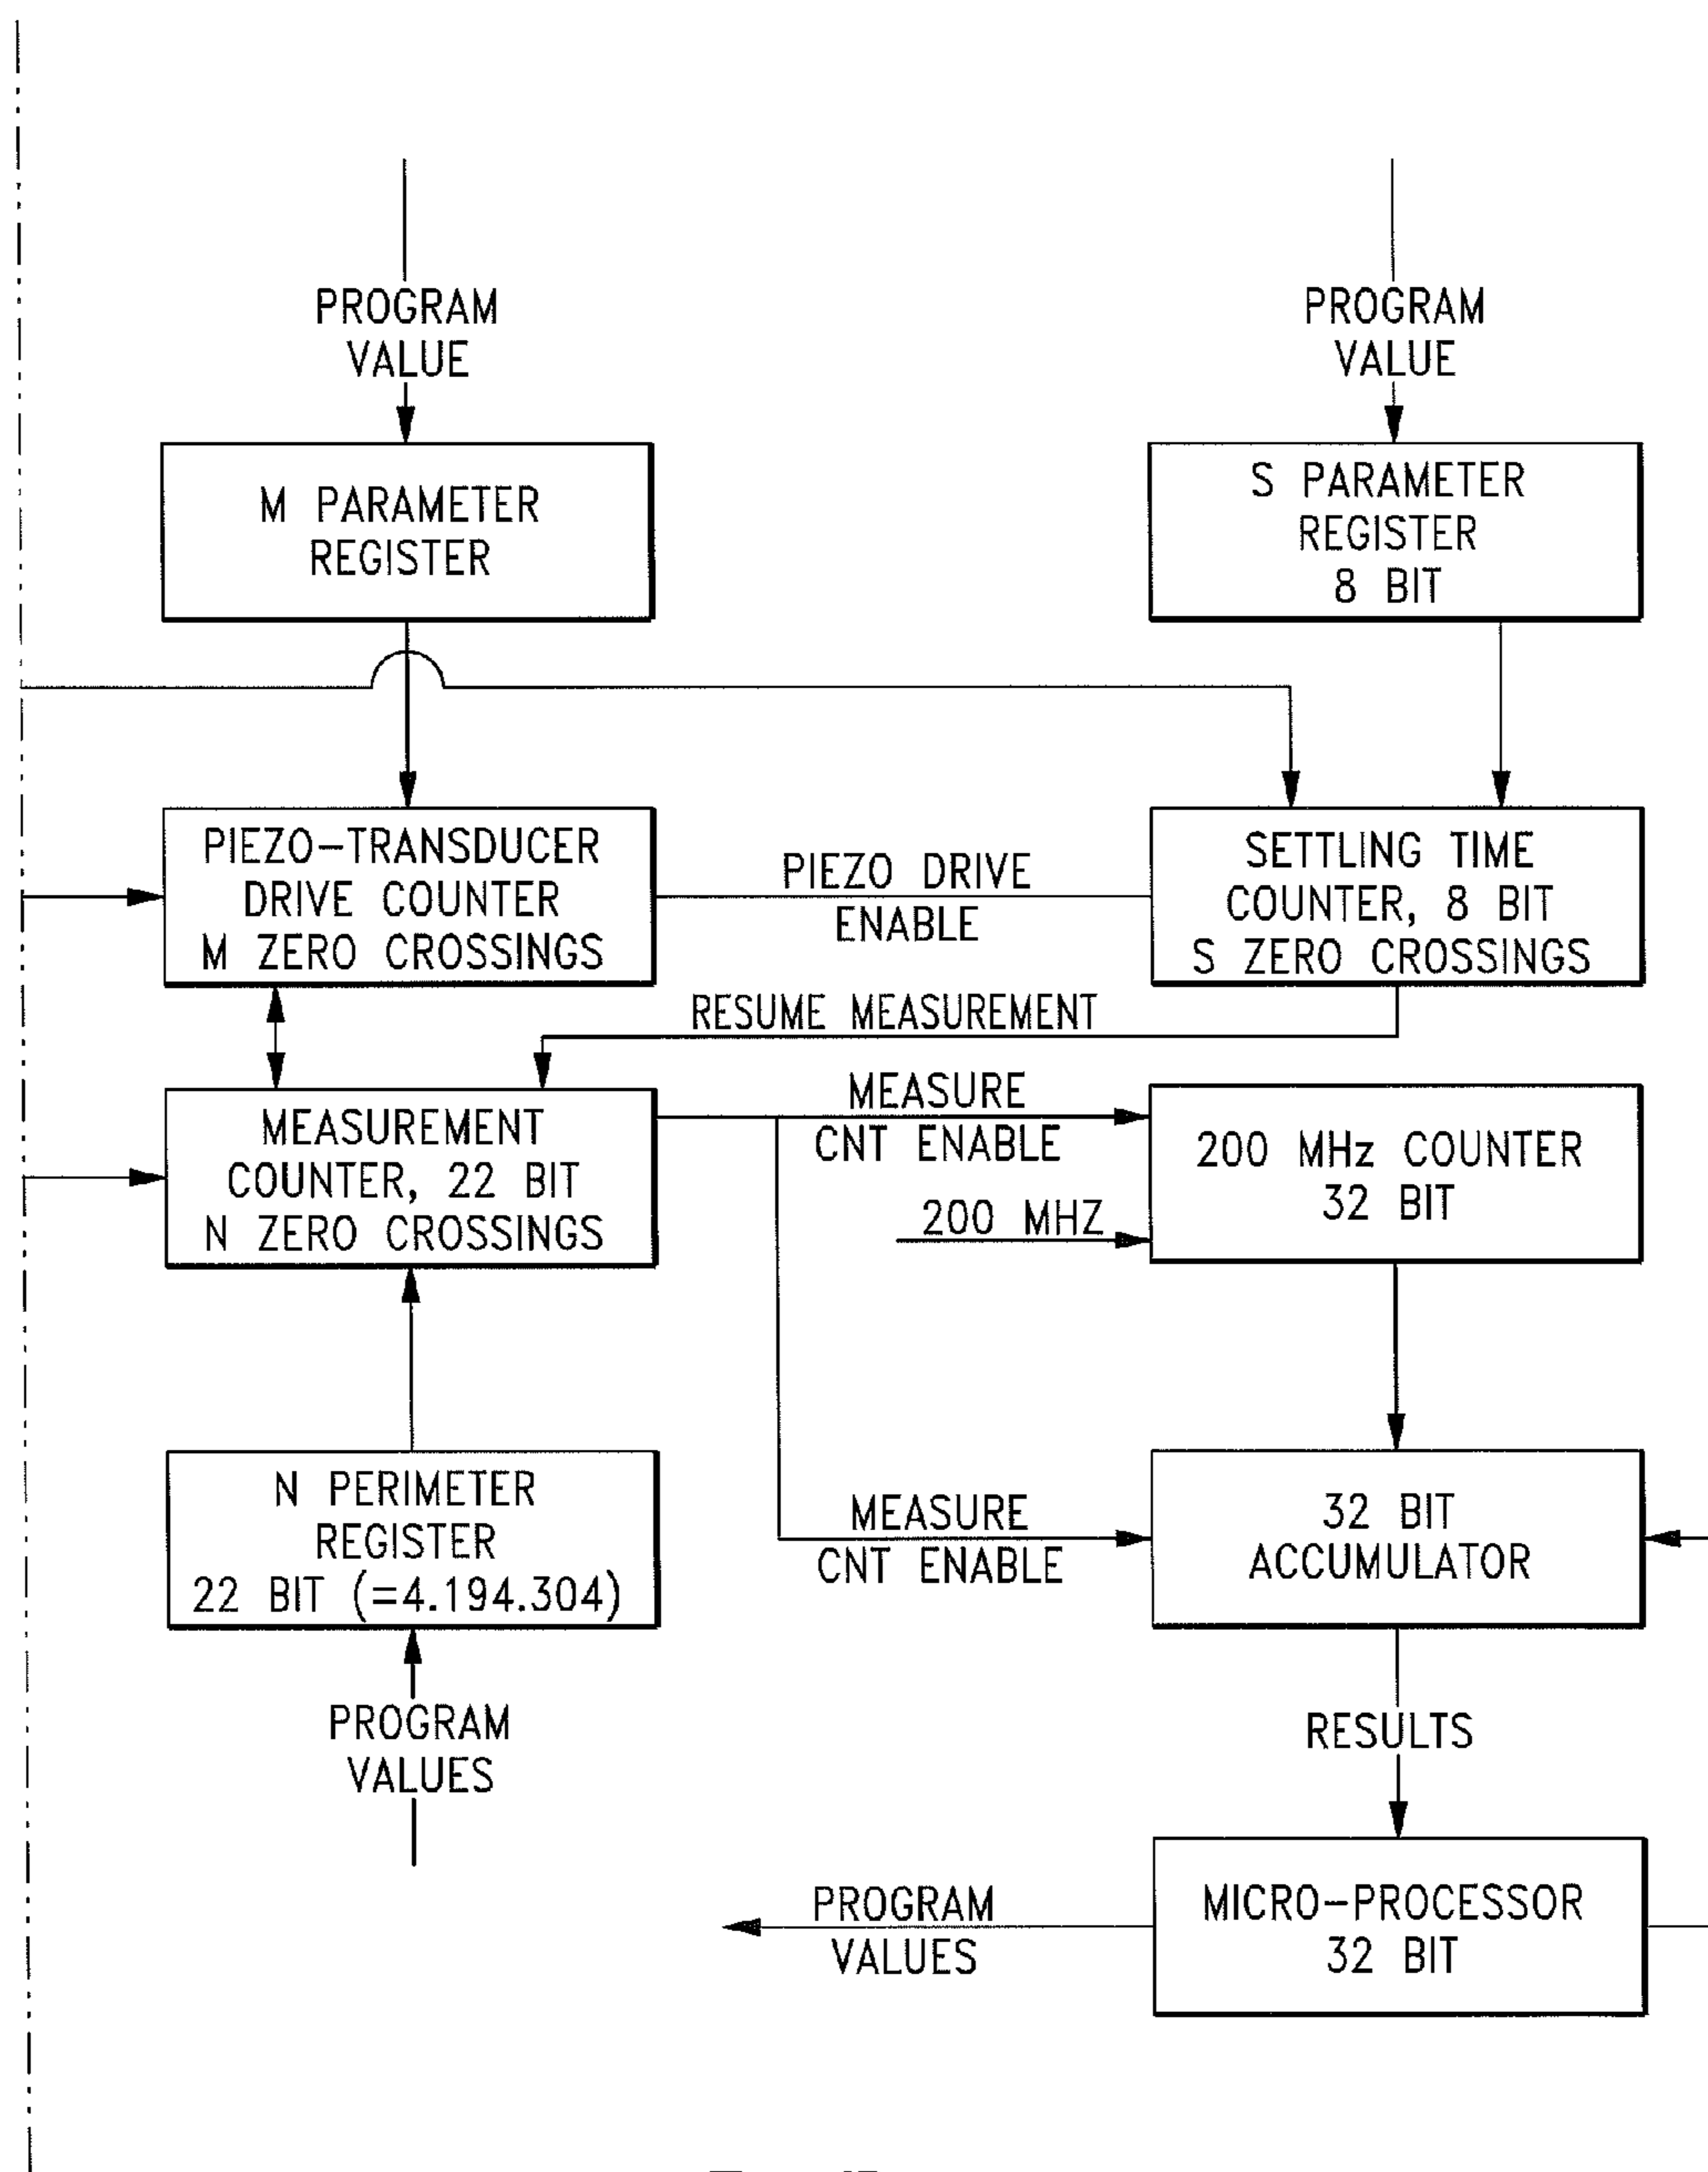 PROGRAM
VALUE
PROGRAM
VALUE
M PARAMETER
REGISTER
S PARAMETER
REGISTER
8 BIT
PIEZO-TRANSDUCER
DRIVE COUNTER
M ZERO CROSSINGS
PIEZO DRIVE
ENABLE
SETTLING TIME
COUNTER, 8 BIT
S ZERO CROSSINGS
RESUME MEASUREMENT
MEASUREMENT
COUNTER, 22 BIT
N ZERO CROSSINGS
MEASURE
CNT ENABLE
200 MHZ
200 MHz COUNTER
32 BIT
N PERIMETER
REGISTER
22 BIT (=4.194.304)
MEASURE
CNT ENABLE
32 BIT
ACCUMULATOR
PROGRAM
VALUES
RESULTS
PROGRAM
VALUES
MICRO-PROCESSOR
32 BIT